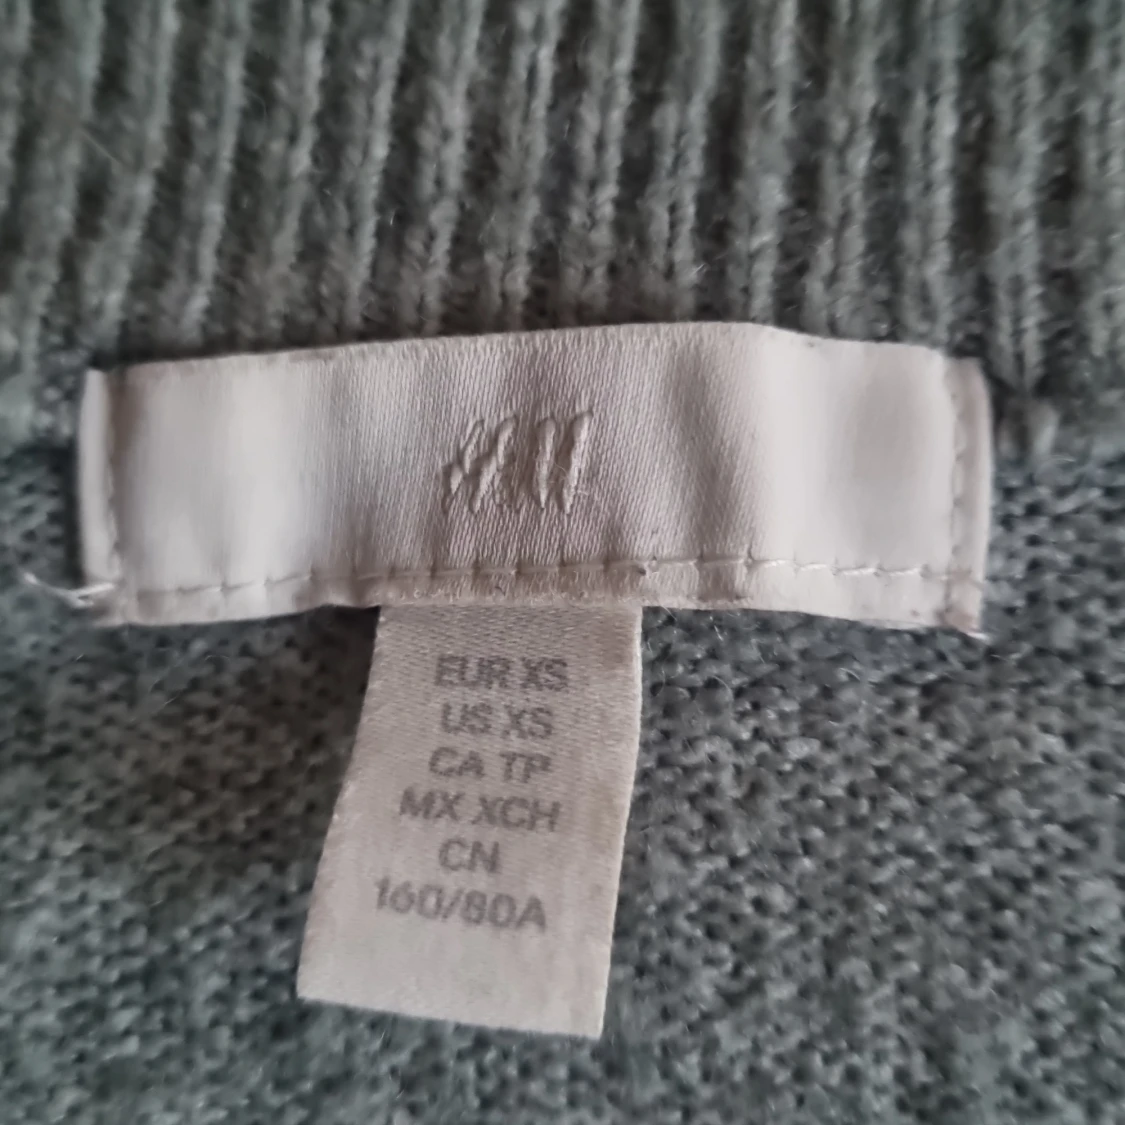 EUR XS
US XS
CA TP
MX XCH
CN
160/80A